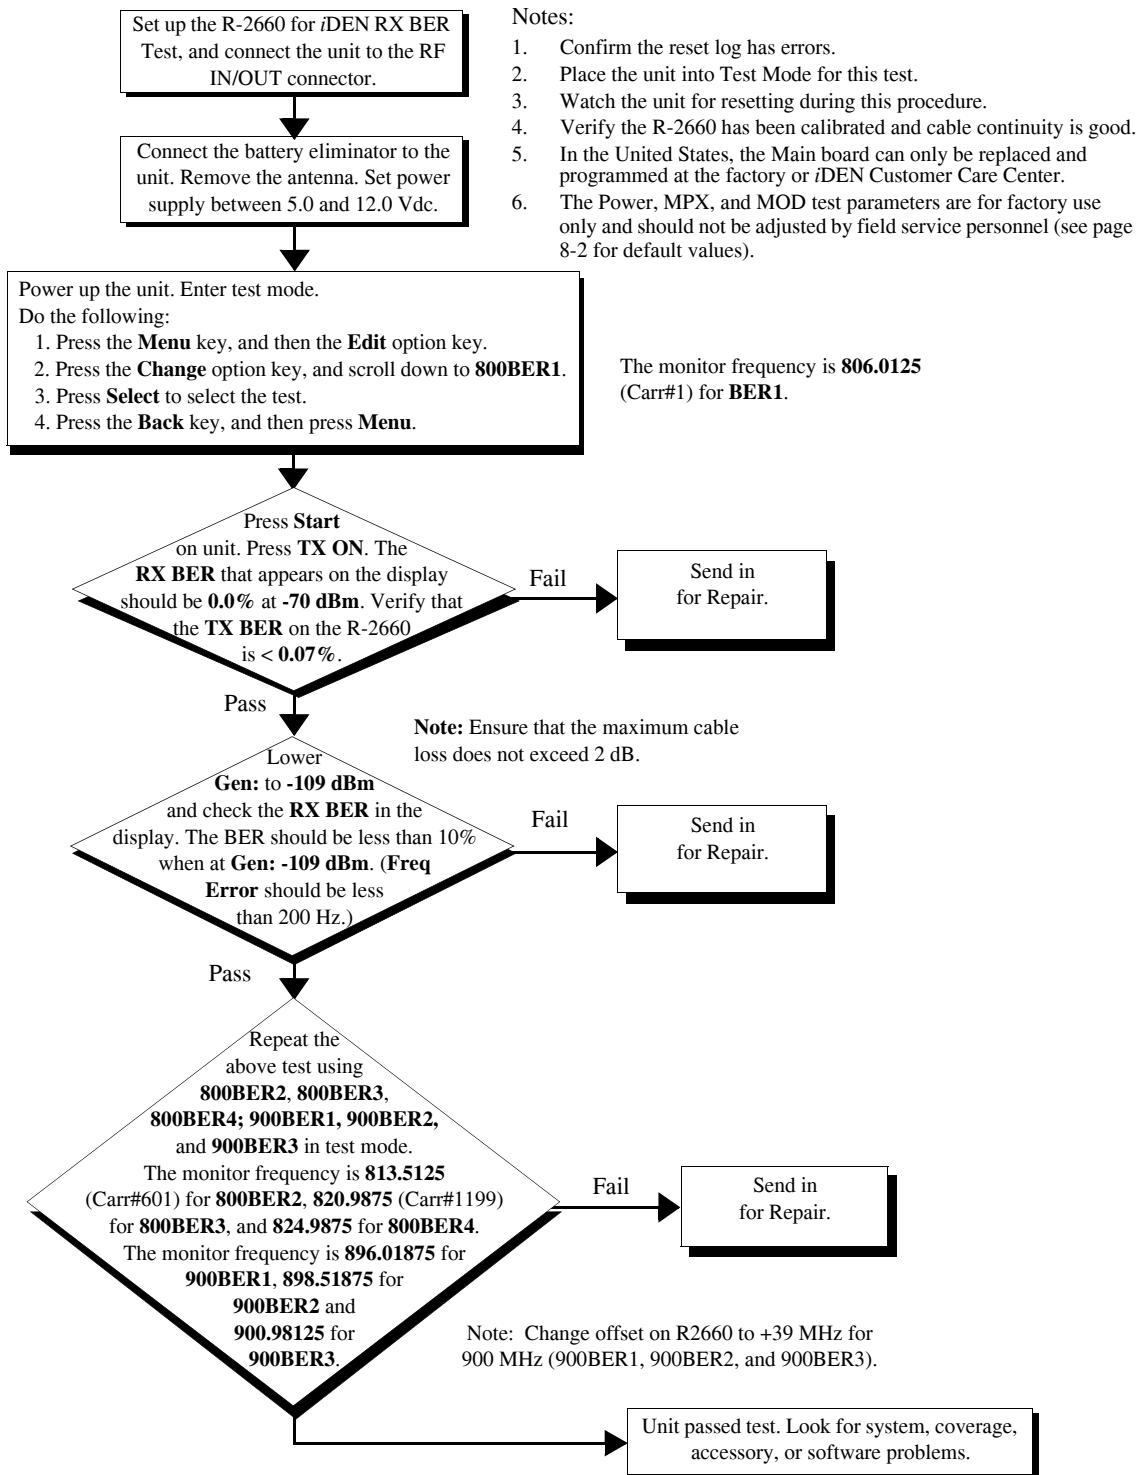 Set up the R-2660 for iDEN RX BER
Test, and connect the unit to the RF
IN/OUT connector.
Notes:
1. Confirm the reset log has errors.
2. Place the unit into Test Mode for this test.
3. Watch the unit for resetting during this procedure.
4. Verify the R-2660 has been calibrated and cable continuity is good.
5. In the United States, the Main board can only be replaced and
programmed at the factory or iDEN Customer Care Center.
6. The Power, MPX, and MOD test parameters are for factory use
only and should not be adjusted by field service personnel (see page
8-2 for default values).
Connect the battery eliminator to the
unit. Remove the antenna. Set power
supply between 5.0 and 12.0 Vdc.
Power up the unit. Enter test mode.
Do the following:
1. Press the Menu key, and then the Edit option key.
2. Press the Change option key, and scroll down to 800BER1.
3. Press Select to select the test.
4. Press the Back key, and then press Menu.
The monitor frequency is 806.0125
(Carr#1) for BER1.
Press Start
on unit. Press TX ON. The
RX BER that appears on the display
should be 0.0% at -70 dBm. Verify that
the TX BER on the R-2660
is < 0.07%.
Fail
Send in
for Repair.
Pass
Note: Ensure that the maximum cable
loss does not exceed 2 dB.
Lower
Gen: to -109 dBm
and check the RX BER in the
display. The BER should be less than 10%
when at Gen: -109 dBm. (Freq
Error should be less
than 200 Hz.)
Fail
Send in
for Repair.
Pass
Repeat the
above test using
800BER2, 800BER3,
800BER4; 900BER1, 900BER2,
and 900BER3 in test mode.
The monitor frequency is 813.5125
(Carr#601) for 800BER2, 820.9875 (Carr#1199)
for 800BER3, and 824.9875 for 800BER4.
The monitor frequency is 896.01875 for
900BER1, 898.51875 for
900BER2 and
900.98125 for
900BER3.
Fail
Send in
for Repair.
Note: Change offset on R2660 to +39 MHz for
900 MHz (900BER1, 900BER2, and 900BER3).
Unit passed test. Look for system, coverage,
accessory, or software problems.